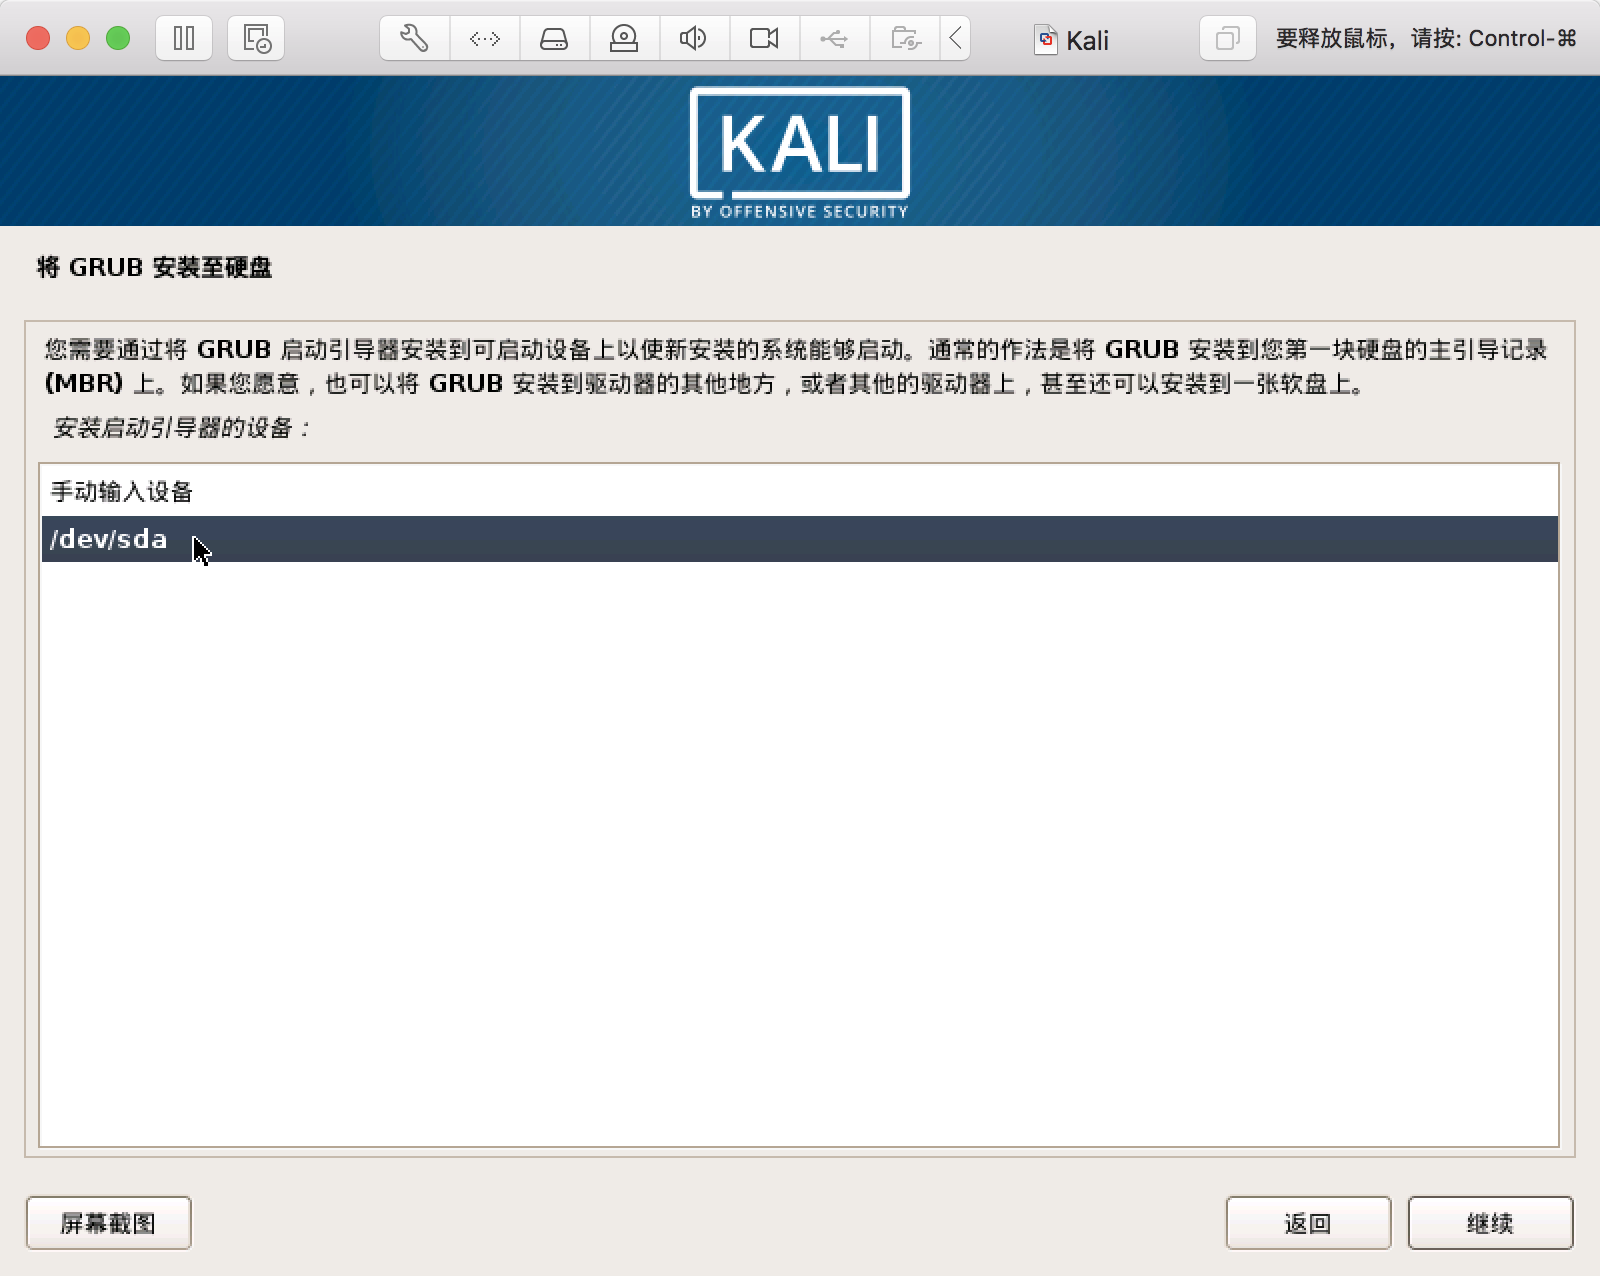 Kali
要释放鼠标，请按: Control-⌘
KALI
BY OFFENSIVE SECURITY
将 GRUB 安装至硬盘
您需要通过将 GRUB 启动引导器安装到可启动设备上以使新安装的系统能够启动。通常的作法是将 GRUB 安装到您第一块硬盘的主引导记录
(MBR) 上。如果您愿意，也可以将 GRUB 安装到驱动器的其他地方，或者其他的驱动器上，甚至还可以安装到一张软盘上。
安装启动引导器的设备：
手动输入设备
/dev/sda
屏幕截图
返回
继续